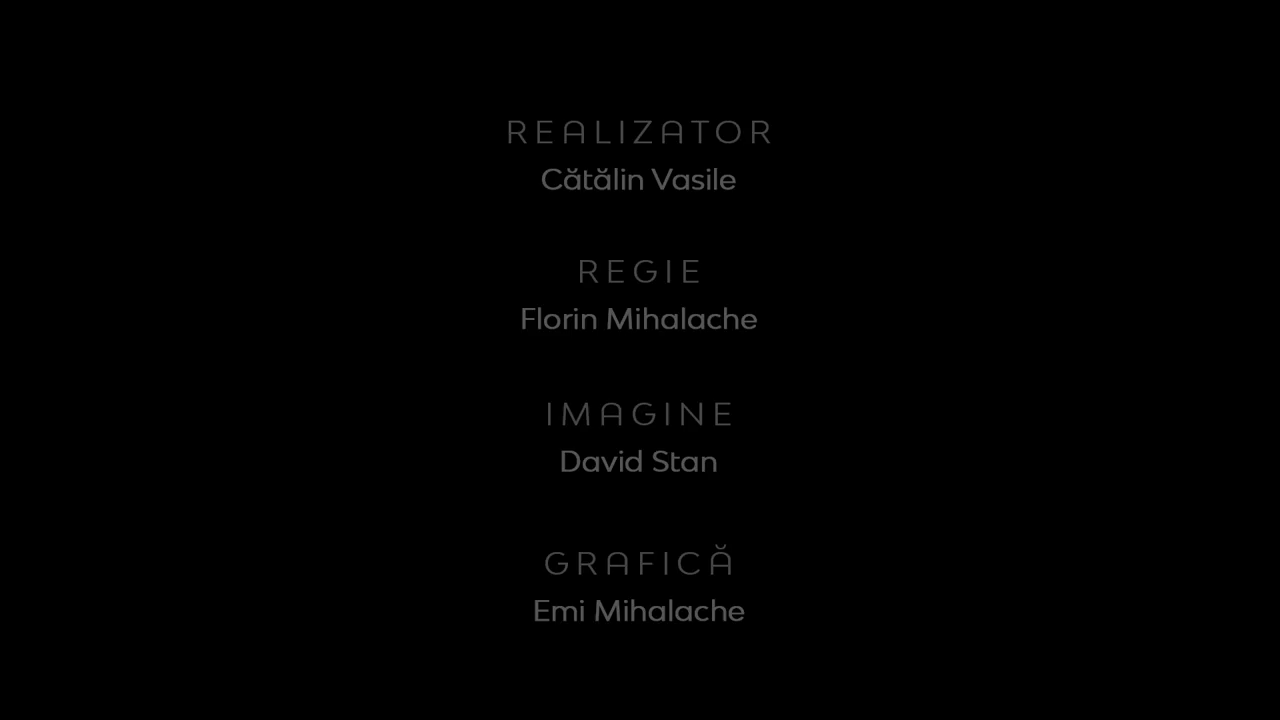 REALIZATOR
Cătălin Vasile
REGIE
Florin Mihalache
IMAGINE
David Stan
GRAFICĂ
Emi Mihalache